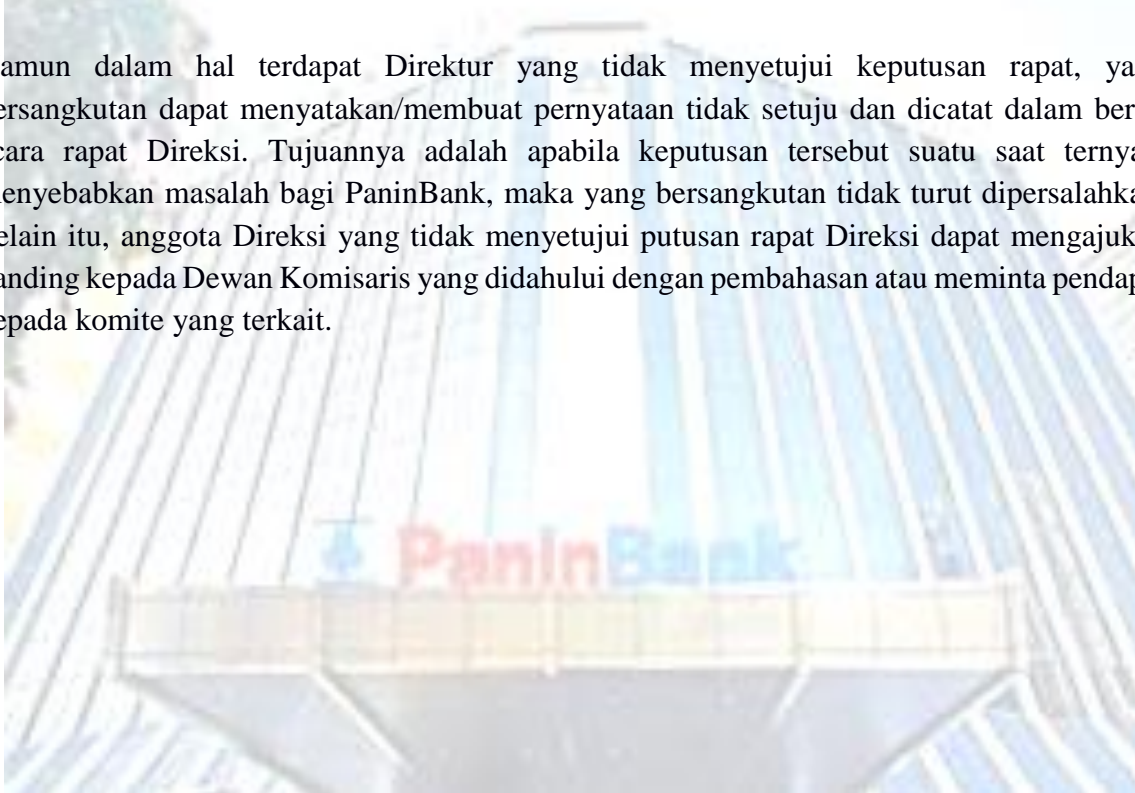 amun dalam hal terdapat Direktur yang tidak menyetujui keputusan rapat, ya
ersangkutan dapat menyatakan/membuat pernyataan tidak setuju dan dicatat dalam ber
cara rapat Direksi. Tujuannya adalah apabila keputusan tersebut suatu saat ternya
enyebabkan masalah bagi PaninBank, maka yang bersangkutan tidak turut dipersalahka
elain itu, anggota Direksi yang tidak menyetujui putusan rapat Direksi dapat mengajuk
anding kepada Dewan Komisaris yang didahului dengan pembahasan atau meminta pendap
epada komite yang terkait.
PaninBank